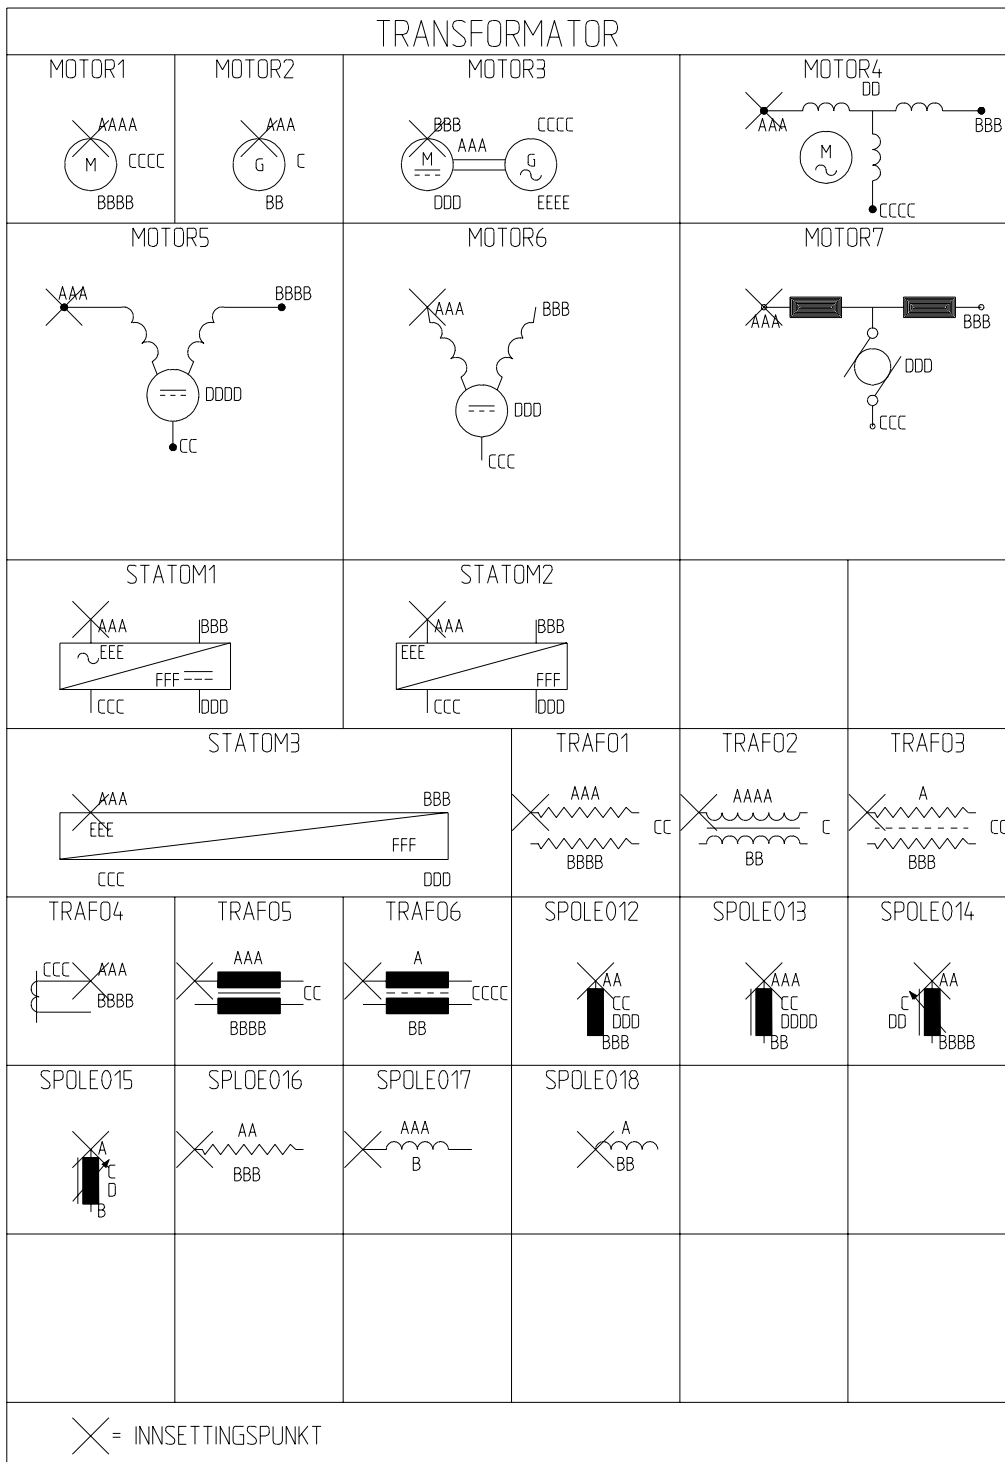 TRANSFORMATOR
MOTOR1 MOTOR2 MOTOR3 MOTOR4
AAAA
M CCCC
BBBB
AAA
G C
BB
BBB CCCC
AAA
M G
DDD EEEE
DD
AAA BBB
M
CCCC
MOTOR5 MOTOR6 MOTOR7
AAA BBBB
DDDD
CC
AAA BBB
DDD
CCC
AAA BBB
DDD
CCC
STATOM1 STATOM2
AAA BBB
EEE
FFF
CCC DDD
AAA BBB
EEE
FFF
CCC DDD
STATOM3 TRAFO1 TRAFO2 TRAFO3
AAA BBB
EEE
FFF
CCC DDD
AAA
CC
BBBB
AAAA
C
BB
A
CC
BBB
TRAFO4 TRAFO5 TRAFO6 SPOLE012 SPOLE013 SPOLE014
CCC AAA
BBBB
AAA
CC
BBBB
A
CCCC
BB
AA
CC
DDD
BBB
AAA
CC
DDDD
BB
AA
C
DD
BBBB
SPOLE015 SPLOE016 SPOLE017 SPOLE018
A
C
D
B
AA
BBB
AAA
B
A
BB
= INNSETTINGSPUNKT